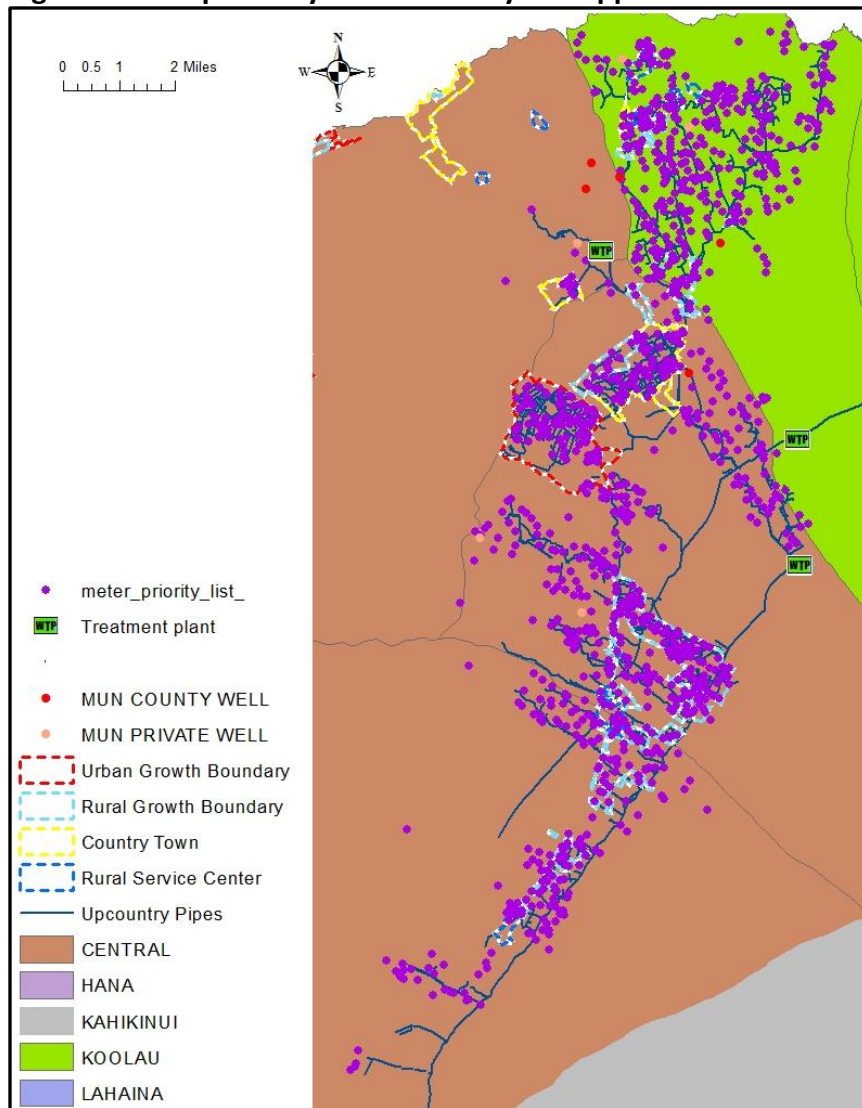 N
W E
S
0 0.5 1 2 Miles
WTP
WTP
WTP
meter_priority_list_
WTP Treatment plant
MUN COUNTY WELL
MUN PRIVATE WELL
Urban Growth Boundary
Rural Growth Boundary
Country Town
Rural Service Center
Upcountry Pipes
CENTRAL
HANA
KAHIKINUI
KOOLAU
LAHAINA